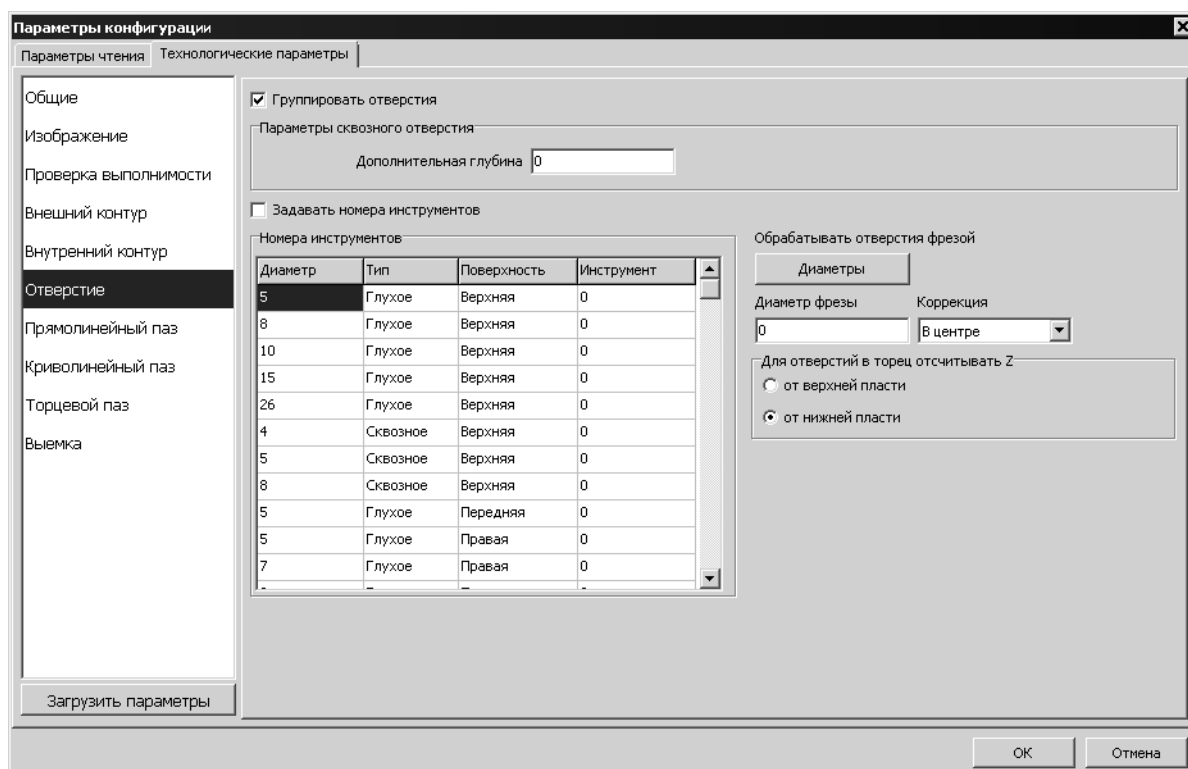 Параметры конфигурации
Параметры чтения Технологические параметры
Общие
Изображение
Проверка выполнимости
Внешний контур
Внутренний контур
Отверстие
Прямолинейный паз
Криволинейный паз
Торцевой паз
Выемка
Загрузить параметры
Группировать отверстия
Параметры сквозного отверстия
Дополнительная глубина 0
Задавать номера инструментов
Номера инструментов
Диаметр Тип Поверхность Инструмент
5 Глухое Верхняя 0
8 Глухое Верхняя 0
10 Глухое Верхняя 0
15 Глухое Верхняя 0
26 Глухое Верхняя 0
4 Сквозное Верхняя 0
5 Сквозное Верхняя 0
8 Сквозное Верхняя 0
5 Глухое Передняя 0
5 Глухое Правая 0
7 Глухое Правая 0
Обрабатывать отверстия фрезой
Диаметры
Диаметр фрезы Коррекция
0 В центре
Для отверстий в торец отсчитывать Z
от верхней пласти
от нижней пласти
ОК Отмена